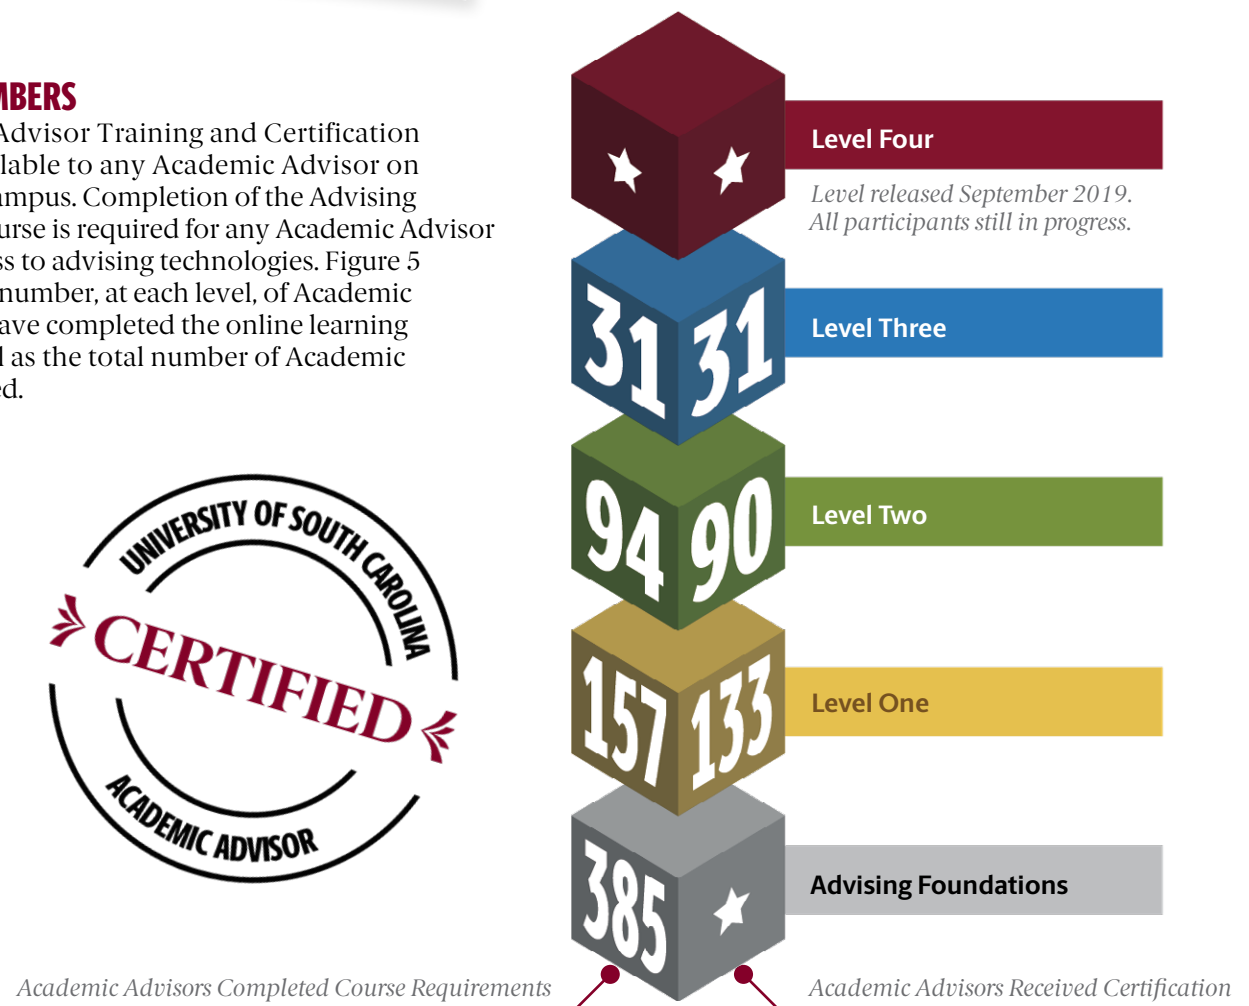 MBERS
Advisor Training and Certification
lable to any Academic Advisor on
ampus. Completion of the Advising
urse is required for any Academic Advisor
ss to advising technologies. Figure 5
number, at each level, of Academic
ave completed the online learning
l as the total number of Academic
ed.
UNIVERSITY OF SOUTH CAROLINA
CERTIFIED
ACADEMIC ADVISOR
Level Four
Level released September 2019.
All participants still in progress.
31 31
Level Three
94 90
Level Two
157 133
Level One
385
Advising Foundations
Academic Advisors Completed Course Requirements
Academic Advisors Received Certification